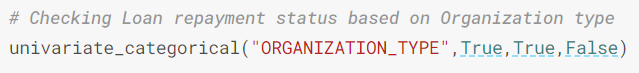 # Checking Loan repayment status based on Organization type
univariate_categorical("ORGANIZATION_TYPE",True,True,False)